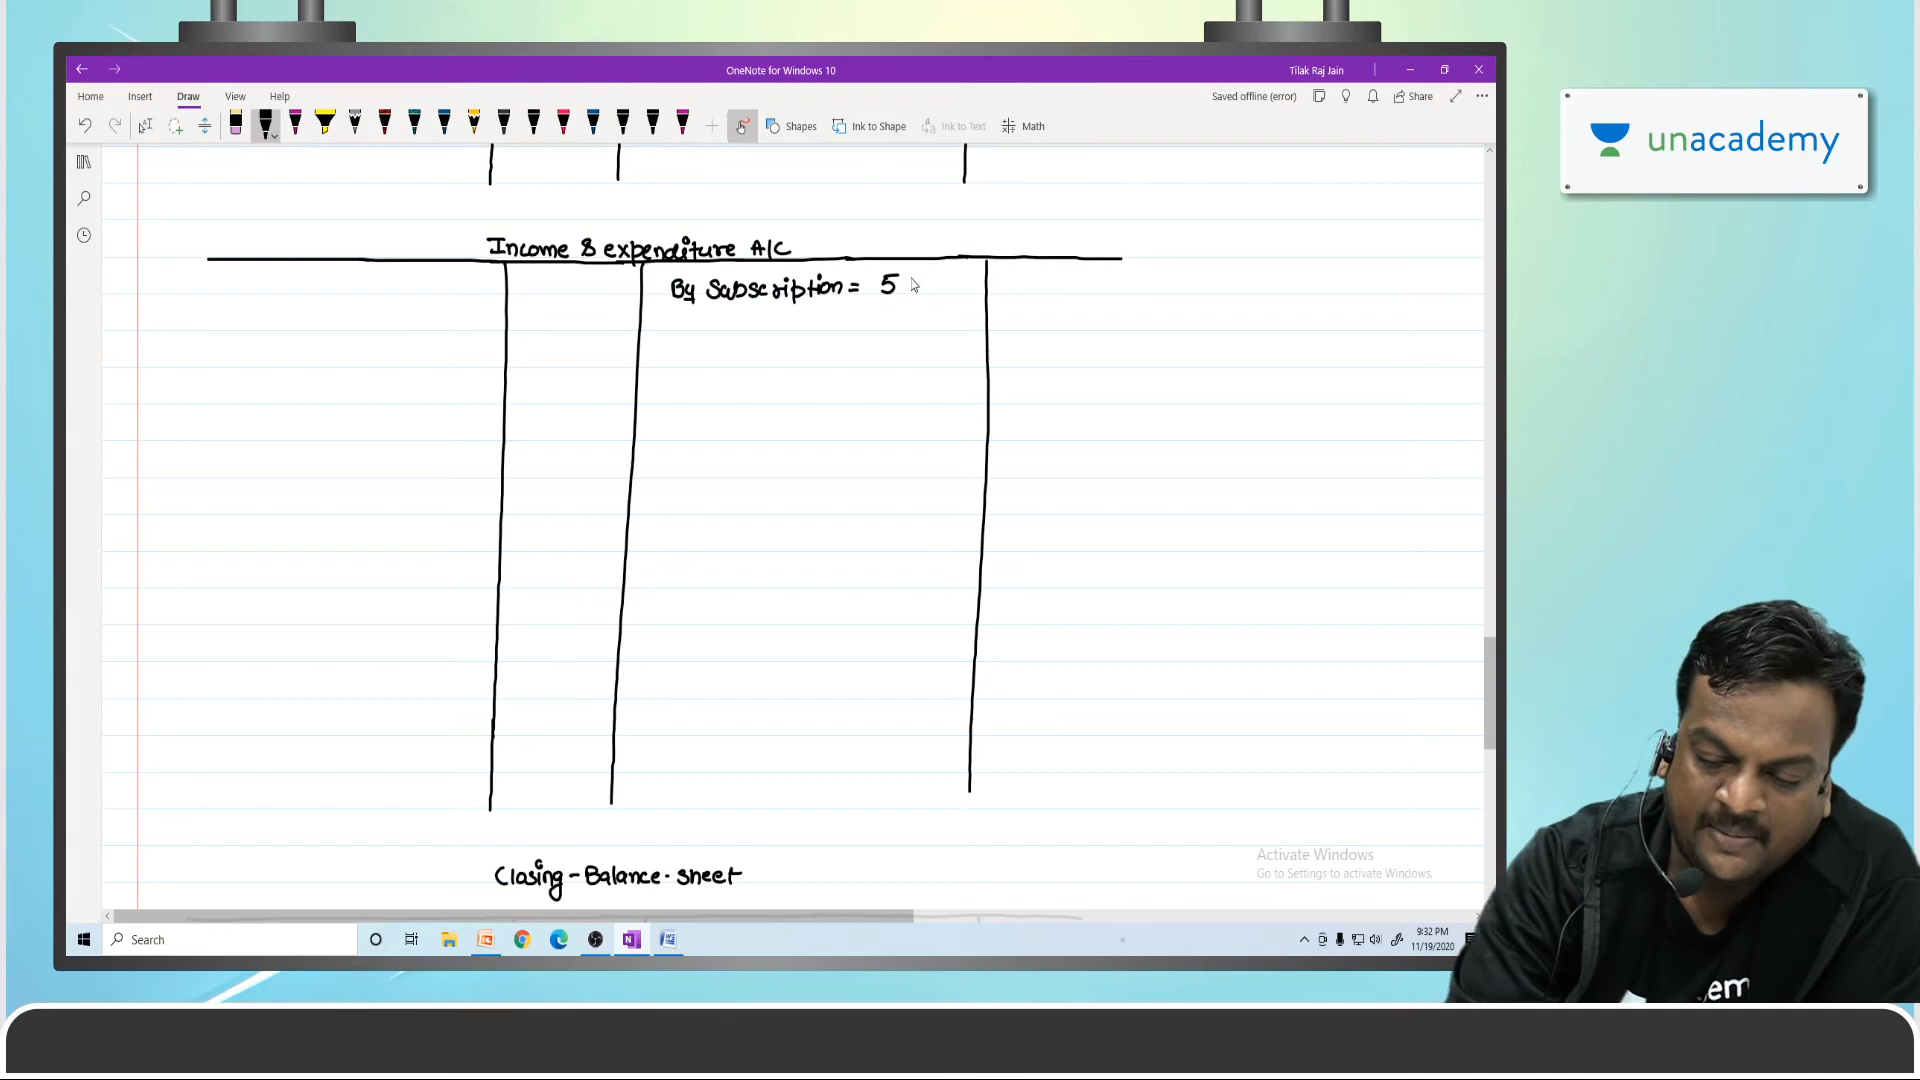 OneNote for Windows 10
Tilak Raj Jain
Home Insert Draw View Help
Saved offline (error) Share
Shapes Ink to Shape Ink to Text Math
unacademy
Income & expenditure A/C
By Subscription = 5
Closing - Balance . sheet
Activate Windows
Go to Settings to activate Windows.
Search
9:32 PM
11/19/2020
em